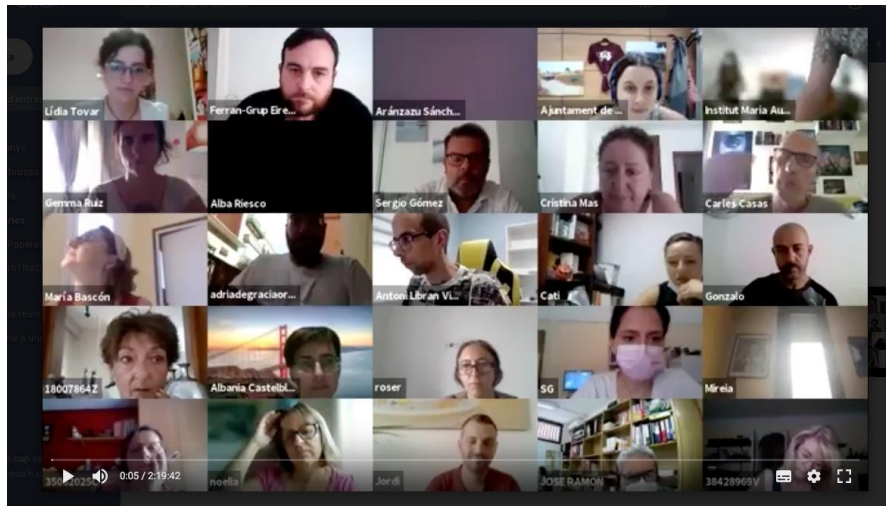 Lídia Tovar
Ferran-Grup Eire...
Aránzazu Sánch...
Ajuntament de ...
Institut Maria Au...
Gemma Ruiz
Alba Riesco
Sergio Gómez
Cristina Mas
Carles Casas
María Bascón
adriadegraciaor...
Antoni Libran Vi...
Cati
Gonzalo
18007864Z
Albania Castelbl...
roser
SG
Mireia
noelia
Jordi
JOSE RAMON
38428969V
0:05 / 2:19:42